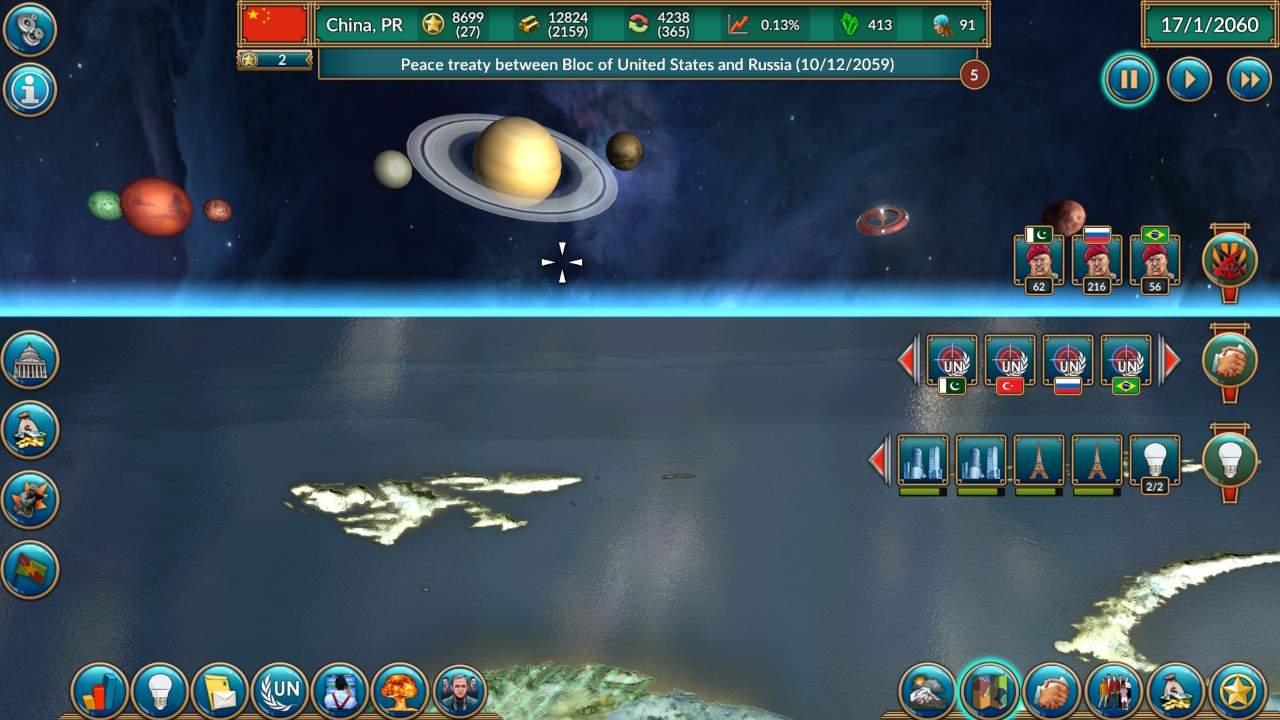 China, PR
8699
(27)
12824
(2159)
4238
(365)
0.13%
413
91
17/1/2060
2
Peace treaty between Bloc of United States and Russia (10/12/2059)
5
62
216
56
UN
UN
UN
UN
2/2
UN